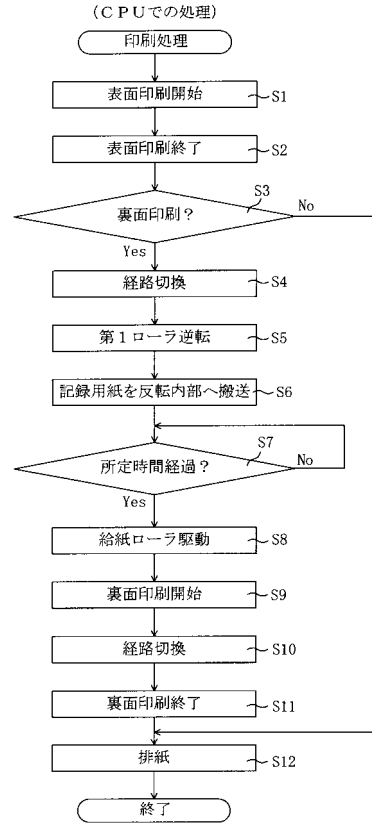 （ＣＰＵでの処理）
印刷処理
表面印刷開始 S1
表面印刷終了 S2
S3
裏面印刷？ No
Yes
経路切換 S4
第１ローラ逆転 S5
記録用紙を反転内部へ搬送 S6
S7
所定時間経過？ No
Yes
給紙ローラ駆動 S8
裏面印刷開始 S9
経路切換 S10
裏面印刷終了 S11
排紙 S12
終了